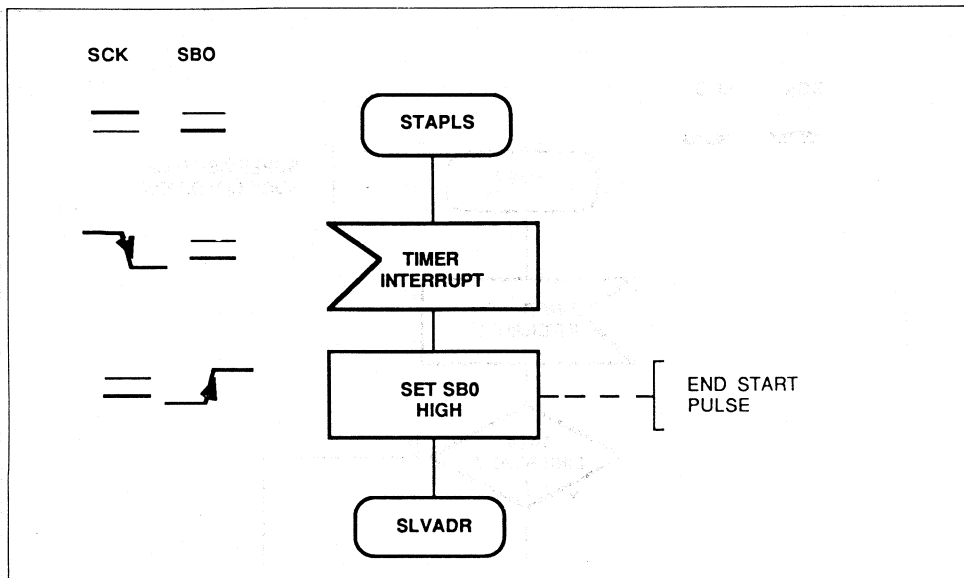 SCK SBO
STAPLS
TIMER
INTERRUPT
SET SB0
HIGH
END START
PULSE
SLVADR